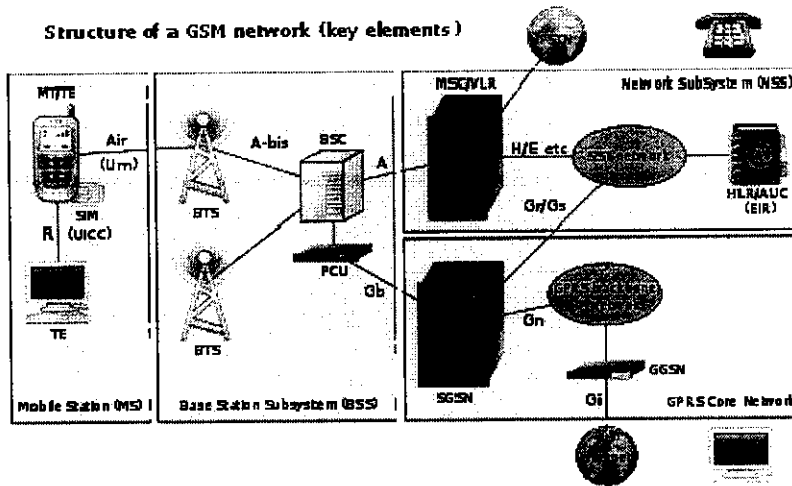 Structure of a GSM network (key elements)
MT/TE
Air
(Um)
SIM
(UICC)
R
TE
Mobile Station (MS)
BTS
A-bis
BSC
BTS
PCU
Base Station Subsystem (BSS)
A
Gb
MSC/VLR
Network SubSystem (NSS)
H/E etc
HLR/AUC
(EIR)
Gr/Gs
SGSN
Gn
GPRS backbone
GGSN
Gi
GPRS Core Network